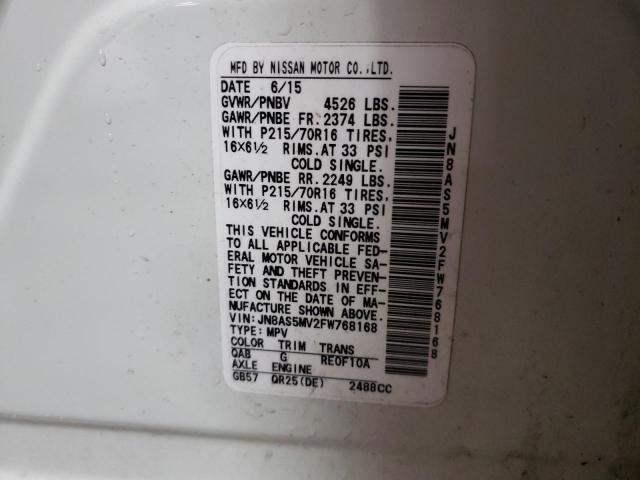 MFD BY NISSAN MOTOR CO.,LTD.
DATE 6/15
GVWR/PNBV 4526 LBS.
GAWR/PNBE FR. 2374 LBS.
WITH P215/70R16 TIRES,
16×6½ RIMS. AT 33 PSI
COLD SINGLE.
GAWR/PNBE RR. 2249 LBS.
WITH P215/70R16 TIRES,
16×6½ RIMS. AT 33 PSI
COLD SINGLE.
THIS VEHICLE CONFORMS
TO ALL APPLICABLE FED-
ERAL MOTOR VEHICLE SA-
FETY AND THEFT PREVEN-
TION STANDARDS IN EFF-
ECT ON THE DATE OF MA-
NUFACTURE SHOWN ABOVE.
VIN: JN8AS5MV2FW768168
TYPE: MPV
COLOR TRIM TRANS
QAB G RE0F10A
AXLE ENGINE
GB57 QR25(DE) 2488CC
JN8AS5MV2FW768168